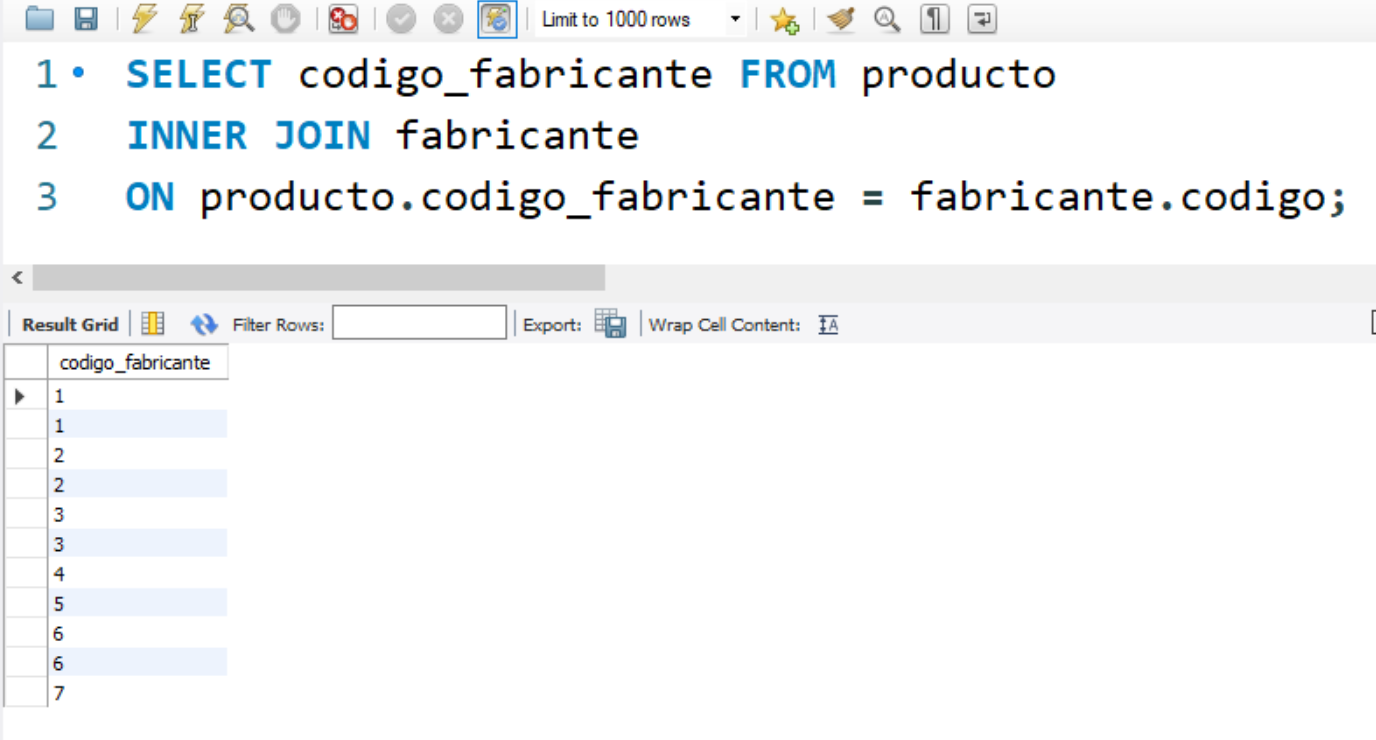 Limit to 1000 rows
1 SELECT codigo_fabricante FROM producto
2 INNER JOIN fabricante
3 ON producto.codigo_fabricante = fabricante.codigo;
Result Grid Filter Rows: Export: Wrap Cell Content:
codigo_fabricante
1
1
2
2
3
3
4
5
6
6
7